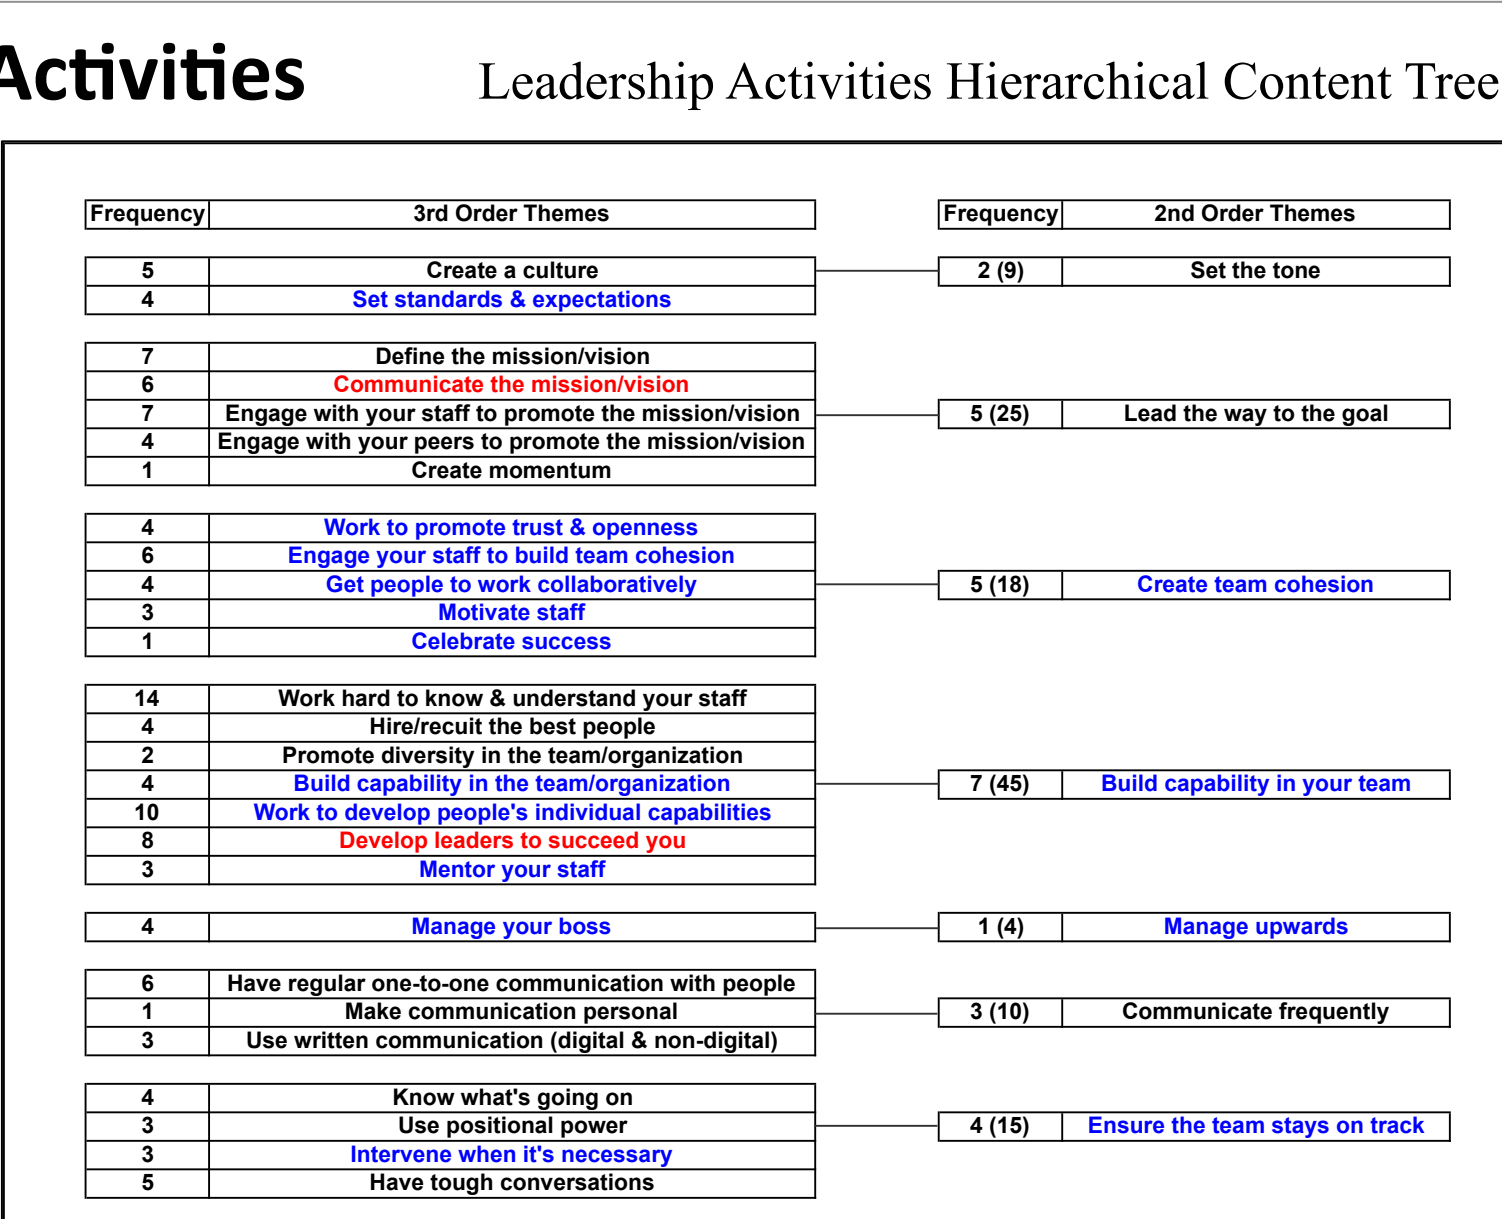 Activities
Leadership Activities Hierarchical Content Tree
Frequency 3rd Order Themes Frequency 2nd Order Themes
5 Create a culture 2 (9) Set the tone
4 Set standards & expectations
7 Define the mission/vision
6 Communicate the mission/vision
7 Engage with your staff to promote the mission/vision 5 (25) Lead the way to the goal
4 Engage with your peers to promote the mission/vision
1 Create momentum
4 Work to promote trust & openness
6 Engage your staff to build team cohesion
4 Get people to work collaboratively 5 (18) Create team cohesion
3 Motivate staff
1 Celebrate success
14 Work hard to know & understand your staff
4 Hire/recuit the best people
2 Promote diversity in the team/organization
4 Build capability in the team/organization 7 (45) Build capability in your team
10 Work to develop people's individual capabilities
8 Develop leaders to succeed you
3 Mentor your staff
4 Manage your boss 1 (4) Manage upwards
6 Have regular one-to-one communication with people
1 Make communication personal 3 (10) Communicate frequently
3 Use written communication (digital & non-digital)
4 Know what's going on
3 Use positional power 4 (15) Ensure the team stays on track
3 Intervene when it's necessary
5 Have tough conversations